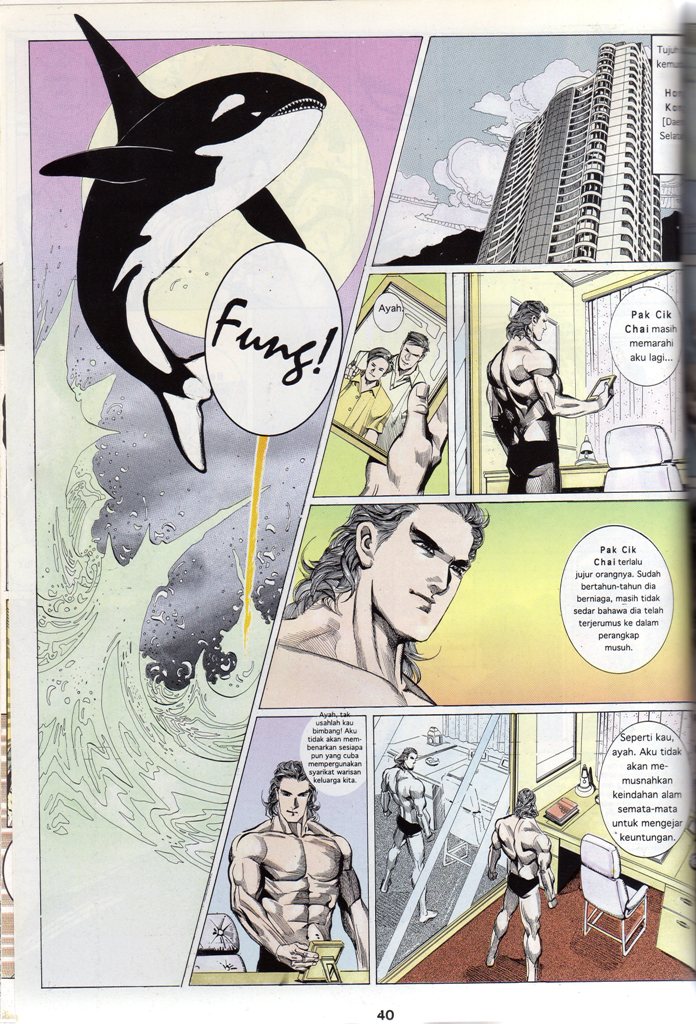 Fung!
Hon
Kon
Ayah.
Pak Cik
Chai masih
memarahi
aku lagi...
Pak Cik
Chai terlalu
jujur orangnya. Sudah
bertahun-tahun dia
berniaga, masih tidak
sedar bahawa dia telah
terjerumus ke dalam
perangkap
musuh.
Ayah, tak
usahlah kau
bimbang! Aku
tidak akan mem-
benarkan sesiapa
pun yang cuba
mempergunakan
syarikat warisan
keluarga kita.
Seperti kau,
ayah. Aku tidak
akan me-
musnahkan
keindahan alam
semata-mata
untuk mengejar
keuntungan.
40